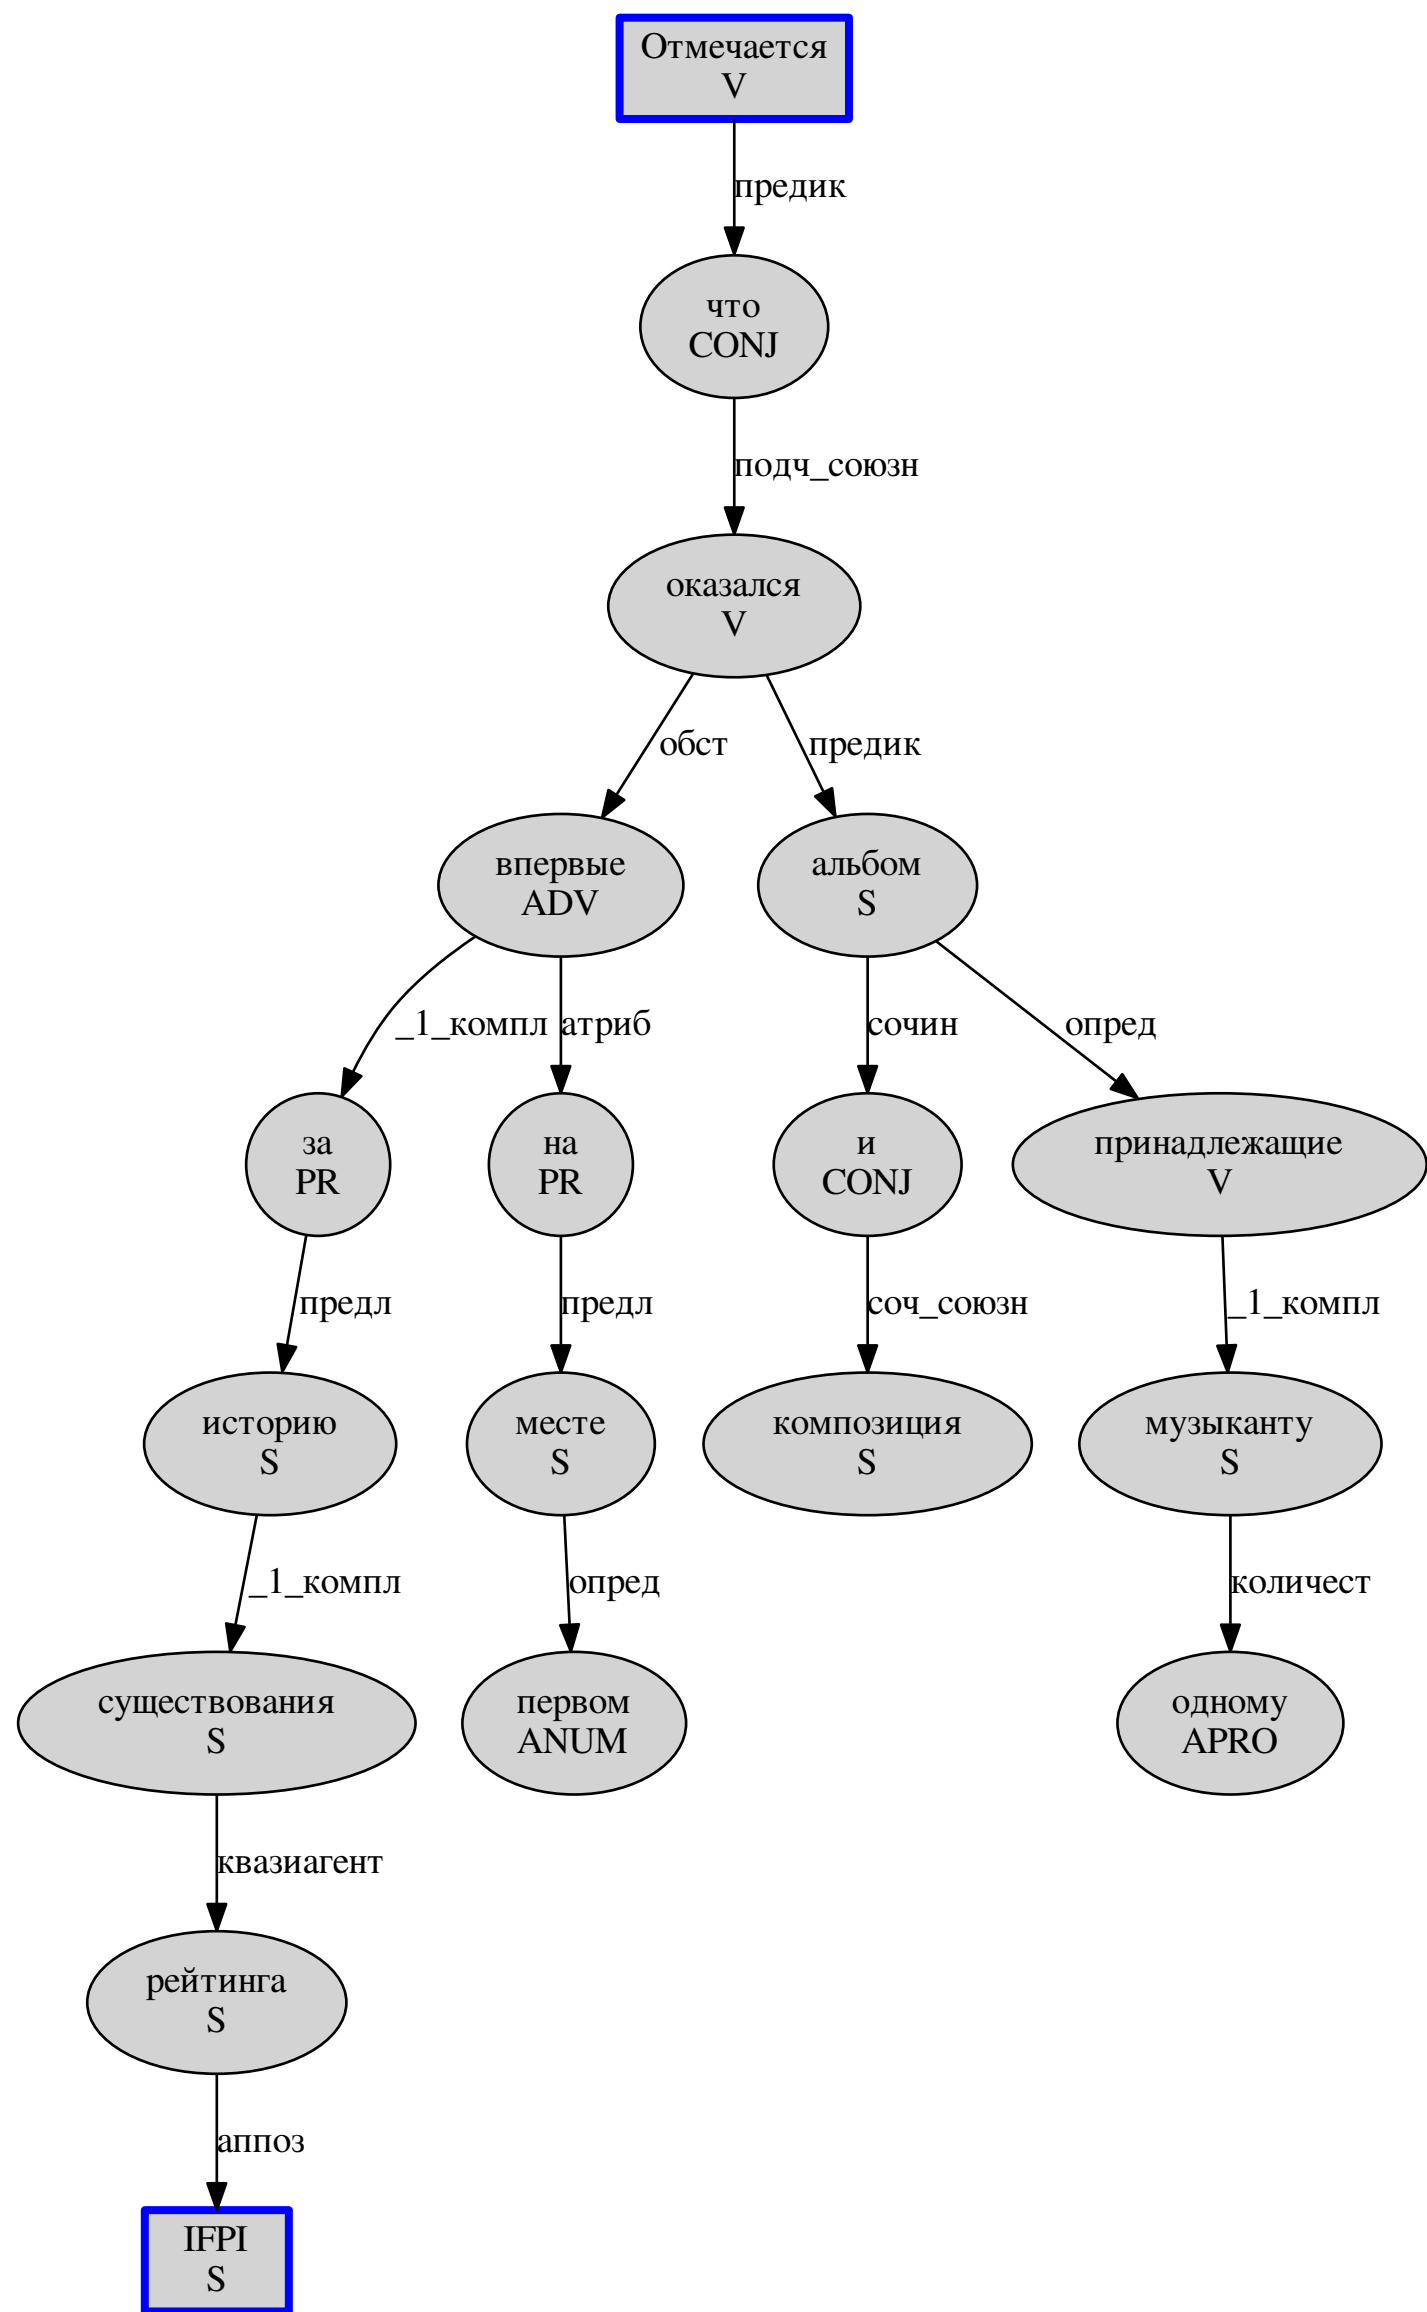 Отмечается
V
предик
что
CONJ
подч_союзн
оказался
V
обст
предик
впервые
ADV
альбом
S
_1_компл
атриб
сочин
опред
за
PR
на
PR
и
CONJ
принадлежащие
V
предл
предл
соч_союзн
_1_компл
историю
S
месте
S
композиция
S
музыканту
S
_1_компл
опред
количест
существования
S
первом
ANUM
одному
APRO
квазиагент
рейтинга
S
аппоз
IFPI
S